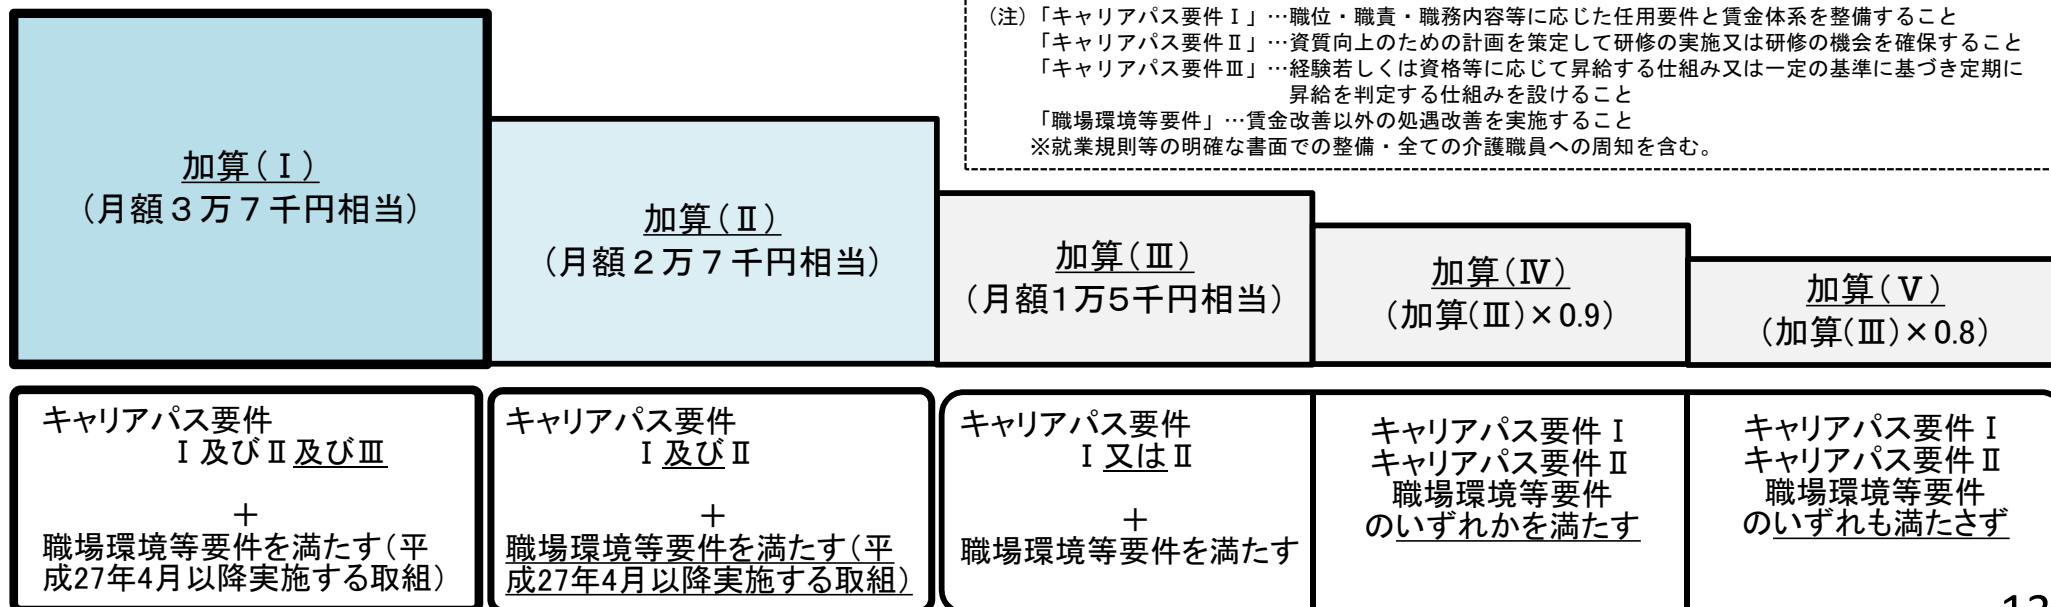 （注）「キャリアパス要件Ⅰ」…職位・職責・職務内容等に応じた任用要件と賃金体系を整備すること
「キャリアパス要件Ⅱ」…資質向上のための計画を策定して研修の実施又は研修の機会を確保すること
「キャリアパス要件Ⅲ」…経験若しくは資格等に応じて昇給する仕組み又は一定の基準に基づき定期に
昇給を判定する仕組みを設けること
「職場環境等要件」…賃金改善以外の処遇改善を実施すること
※就業規則等の明確な書面での整備・全ての介護職員への周知を含む。
加算（Ⅰ）
（月額３万７千円相当）
加算（Ⅱ）
（月額２万７千円相当）
加算（Ⅲ）
（月額1万5千円相当）
加算（Ⅳ）
（加算(Ⅲ)×0.9）
加算（Ⅴ）
（加算(Ⅲ)×0.8）
キャリアパス要件
Ⅰ及びⅡ及びⅢ
＋
職場環境等要件を満たす（平
成27年4月以降実施する取組）
キャリアパス要件
Ⅰ及びⅡ
＋
職場環境等要件を満たす（平
成27年4月以降実施する取組）
キャリアパス要件
Ⅰ又はⅡ
＋
職場環境等要件を満たす
キャリアパス要件Ⅰ
キャリアパス要件Ⅱ
職場環境等要件
のいずれかを満たす
キャリアパス要件Ⅰ
キャリアパス要件Ⅱ
職場環境等要件
のいずれも満たさず